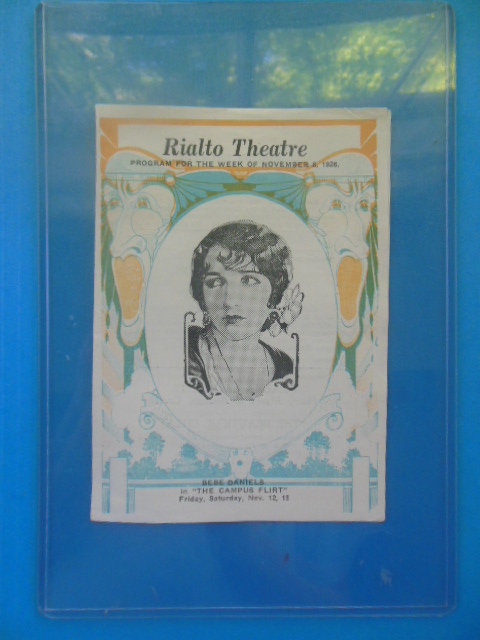 Rialto Theatre
PROGRAM FOR THE WEEK OF NOVEMBER 8, 1926.
BEBE DANIELS
in "THE CAMPUS FLIRT"
Friday, Saturday, Nov. 12, 13